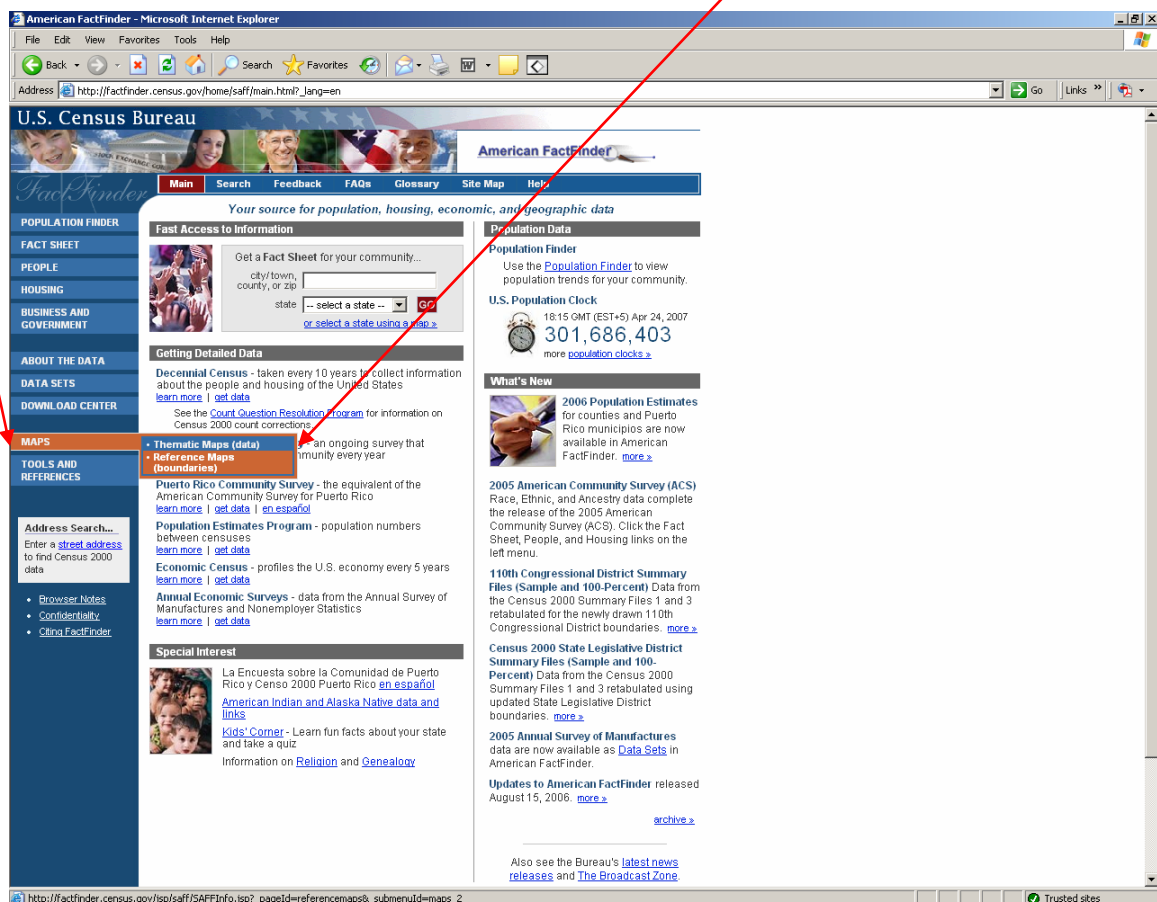 American FactFinder - Microsoft Internet Explorer
File Edit View Favorites Tools Help
Back Search Favorites
Address http://factfinder.census.gov/home/saff/main.html?_lang=en Go Links »
U.S. Census Bureau
STOCK EXCHANGE
American FactFinder
FactFinder
Main Search Feedback FAQs Glossary Site Map Help
Your source for population, housing, economic, and geographic data
POPULATION FINDER
FACT SHEET
PEOPLE
HOUSING
BUSINESS AND
GOVERNMENT
ABOUT THE DATA
DATA SETS
DOWNLOAD CENTER
MAPS
• Thematic Maps (data)
• Reference Maps
(boundaries)
TOOLS AND
REFERENCES
Address Search...
Enter a street address
to find Census 2000
data
• Browser Notes
• Confidentiality
• Citing FactFinder
Fast Access to Information
Get a Fact Sheet for your community...
city/town,
county, or zip
state -- select a state -- GO
or select a state using a map »
Getting Detailed Data
Decennial Census - taken every 10 years to collect information
about the people and housing of the United States
learn more | get data
See the Count Question Resolution Program for information on
Census 2000 count corrections
- an ongoing survey that
every year
Puerto Rico Community Survey - the equivalent of the
American Community Survey for Puerto Rico
learn more | get data | en español
Population Estimates Program - population numbers
between censuses
learn more | get data
Economic Census - profiles the U.S. economy every 5 years
learn more | get data
Annual Economic Surveys - data from the Annual Survey of
Manufactures and Nonemployer Statistics
learn more | get data
Special Interest
La Encuesta sobre la Comunidad de Puerto
Rico y Censo 2000 Puerto Rico en español
American Indian and Alaska Native data and
links
Kids' Corner - Learn fun facts about your state
and take a quiz
Information on Religion and Genealogy
Population Data
Population Finder
Use the Population Finder to view
population trends for your community.
U.S. Population Clock
18:15 GMT (EST+5) Apr 24, 2007
301,686,403
more population clocks »
What's New
2006 Population Estimates
for counties and Puerto
Rico municipios are now
available in American
FactFinder. more »
2005 American Community Survey (ACS)
Race, Ethnic, and Ancestry data complete
the release of the 2005 American
Community Survey (ACS). Click the Fact
Sheet, People, and Housing links on the
left menu.
110th Congressional District Summary
Files (Sample and 100-Percent) Data from
the Census 2000 Summary Files 1 and 3
retabulated for the newly drawn 110th
Congressional District boundaries. more »
Census 2000 State Legislative District
Summary Files (Sample and 100-
Percent) Data from the Census 2000
Summary Files 1 and 3 retabulated using
updated State Legislative District
boundaries. more »
2005 Annual Survey of Manufactures
data are now available as Data Sets in
American FactFinder.
Updates to American FactFinder released
August 15, 2006. more »
archive »
Also see the Bureau's latest news
releases and The Broadcast Zone.
http://factfinder.census.gov/jsp/saff/SAFFInfo.jsp?_pageId=referencemaps&_submenuId=maps_2 Trusted sites